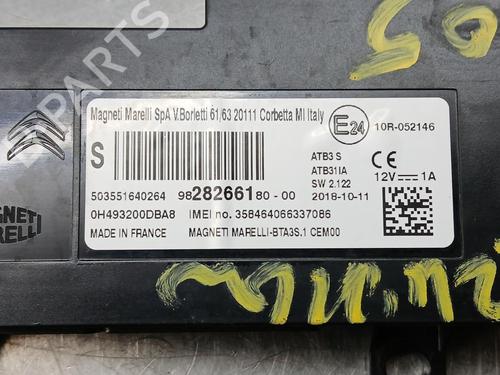 Magneti Marelli SpA V.Borletti 61/63 20111 Corbetta MI Italy
E24
10R-052146
S
ATB3 S
ATB31IA
SW 2.122
2018-10-11
CE
12V 1A
503551640264
9828266180-00
0H493200DBA8
IMEI no. 358464066337086
MADE IN FRANCE
MAGNETI MARELLI-BTA3S.1 CEM00
MAGNETI
MARELLI